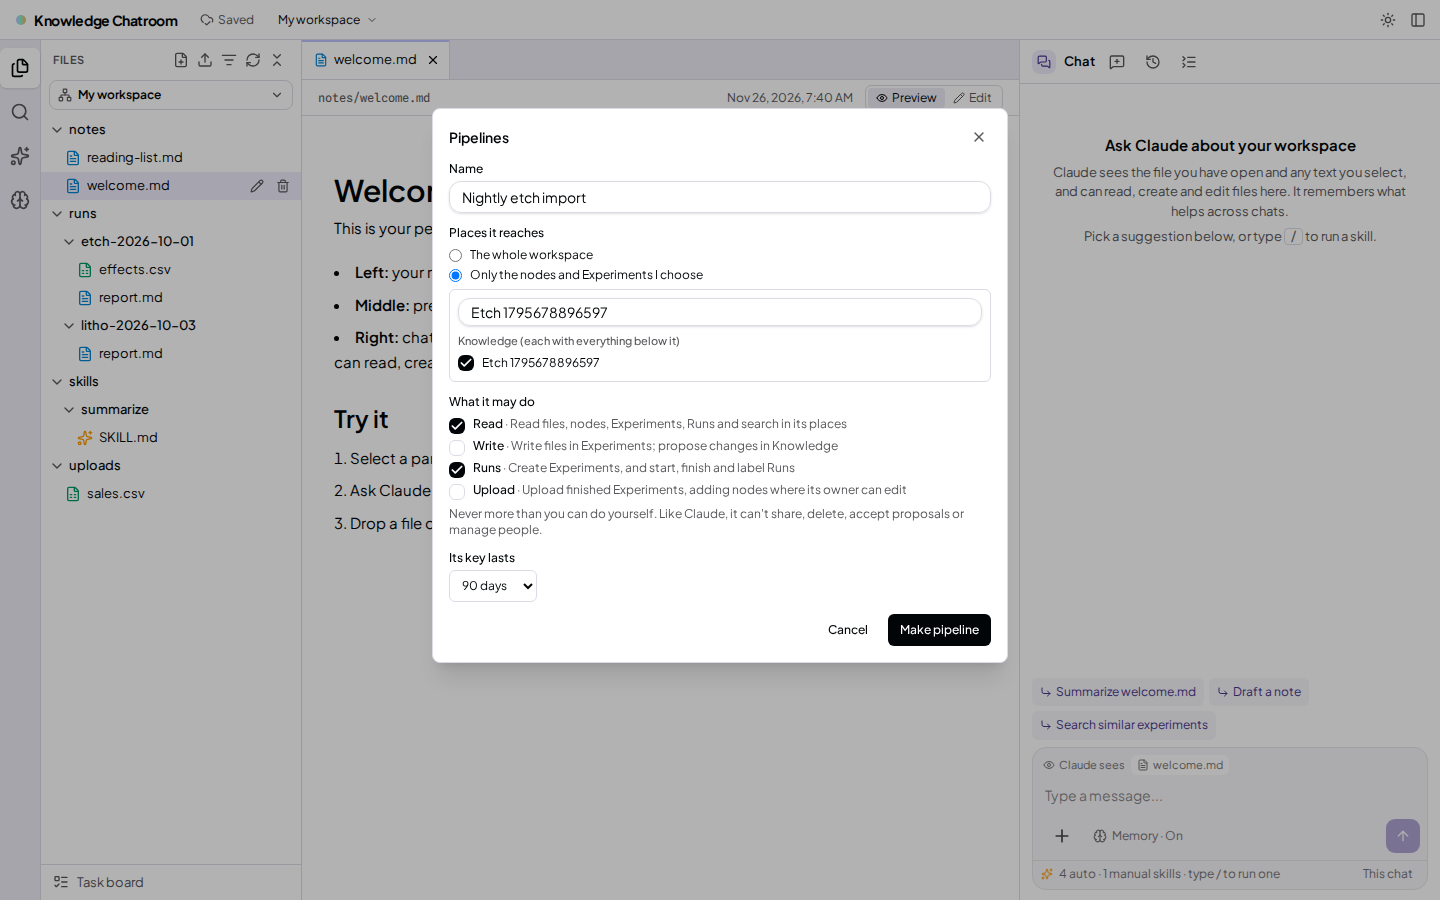 Knowledge Chatroom
Saved
My workspace
FILES
My workspace
notes
reading-list.md
welcome.md
runs
etch-2026-10-01
effects.csv
report.md
litho-2026-10-03
report.md
skills
summarize
SKILL.md
uploads
sales.csv
Task board
welcome.md
notes/welcome.md
Nov 26, 2026, 7:40 AM
Preview
Edit
This is your pe
Left: your
Middle: pre
Right: chat
can read, crea
Try it
1. Select a
2. Ask Claude
3. Drop a file
Pipelines
Name
Nightly etch import
Places it reaches
The whole workspace
Only the nodes and Experiments I choose
Etch 1795678896597
Knowledge (each with everything below it)
Etch 1795678896597
What it may do
Read · Read files, nodes, Experiments, Runs and search in its places
Write · Write files in Experiments; propose changes in Knowledge
Runs · Create Experiments, and start, finish and label Runs
Upload · Upload finished Experiments, adding nodes where its owner can edit
Never more than you can do yourself. Like Claude, it can't share, delete, accept proposals or
manage people.
Its key lasts
90 days
Cancel
Make pipeline
Chat
Ask Claude about your workspace
Claude sees the file you have open and any text you select,
and can read, create and edit files here. It remembers what
helps across chats.
Pick a suggestion below, or type / to run a skill.
Summarize welcome.md
Draft a note
Search similar experiments
Claude sees
welcome.md
Type a message...
Memory · On
4 auto · 1 manual skills · type / to run one
This chat